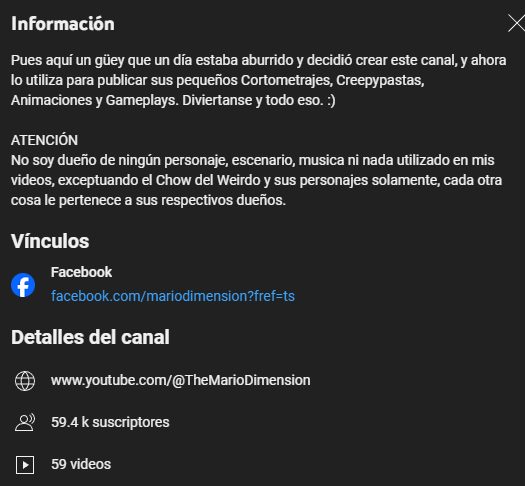 Información
Pues aquí un güey que un día estaba aburrido y decidió crear este canal, y ahora
lo utiliza para publicar sus pequeños Cortometrajes, Creepypastas,
Animaciones y Gameplays. Diviertanse y todo eso. :)
ATENCIÓN
No soy dueño de ningún personaje, escenario, musica ni nada utilizado en mis
videos, exceptuando el Chow del Weirdo y sus personajes solamente, cada otra
cosa le pertenece a sus respectivos dueños.
Vínculos
Facebook
facebook.com/mariodimension?fref=ts
Detalles del canal
www.youtube.com/@TheMarioDimension
59.4 k suscriptores
59 videos